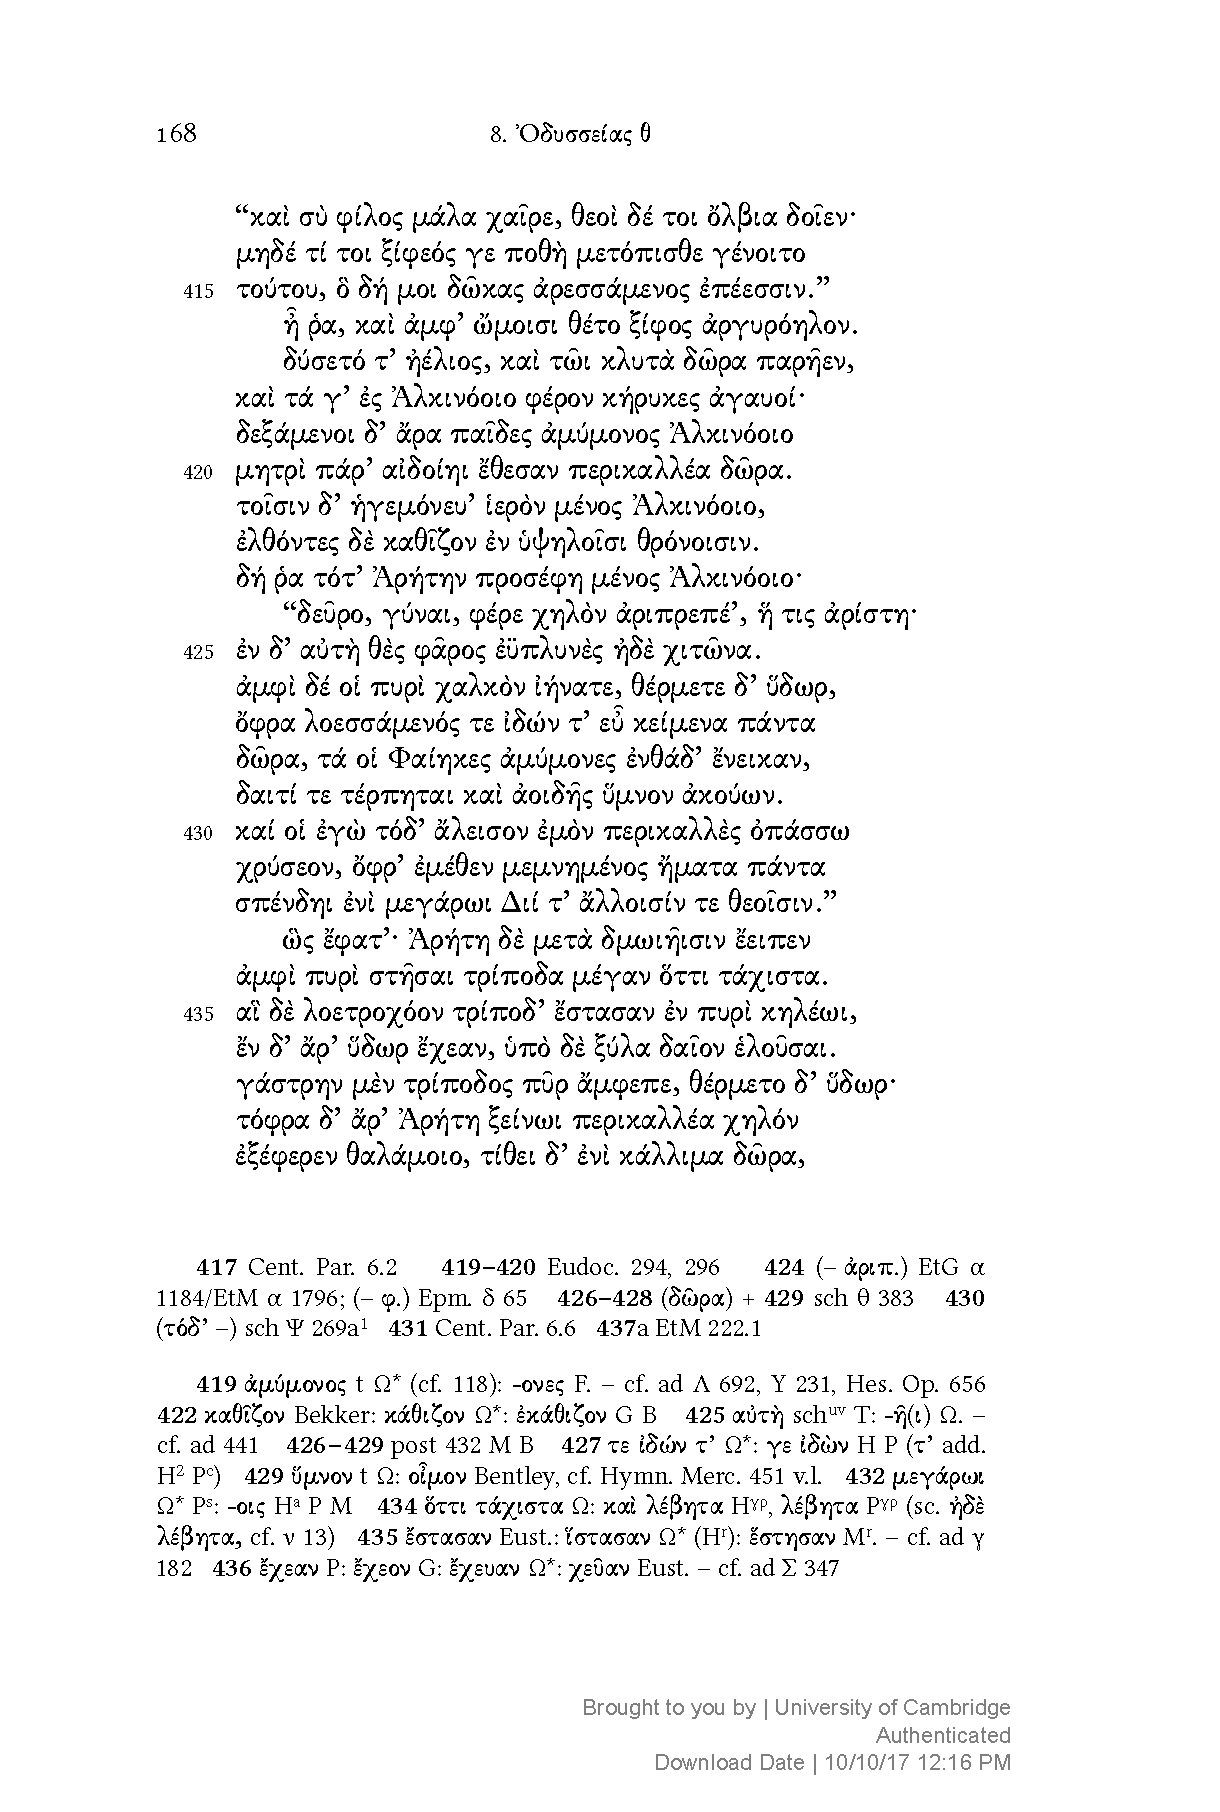 168 8. Ὀδυσσείας θ
“καὶ σὺ φίλος μάλα χαῖρε, θεοὶ δέ τοι ὄλβια δοῖεν·
μηδέ τί τοι ξίφεός γε ποθὴ μετόπισθε γένοιτο
415 τούτου, ὃ δή μοι δῶκας ἀρεσσάμενος ἐπέεσσιν.”
ἦ ῥα, καὶ ἀμφ’ ὤμοισι θέτο ξίφος ἀργυρόηλον.
δύσετό τ’ ἠέλιος, καὶ τῶι κλυτὰ δῶρα παρῆεν,
καὶ τά γ’ ἐς Ἀλκινόοιο φέρον κήρυκες ἀγαυοί·
δεξάμενοι δ’ ἄρα παῖδες ἀμύμονος Ἀλκινόοιο
420 μητρὶ πάρ’ αἰδοίηι ἔθεσαν περικαλλέα δῶρα.
τοῖσιν δ’ ἡγεμόνευ’ ἱερὸν μένος Ἀλκινόοιο,
ἐλθόντες δὲ καθῖζον ἐν ὑψηλοῖσι θρόνοισιν.
δή ῥα τότ’ Ἀρήτην προσέφη μένος Ἀλκινόοιο·
“δεῦρο, γύναι, φέρε χηλὸν ἀριπρεπέ’, ἥ τις ἀρίστη·
425 ἐν δ’ αὐτὴ θὲς φᾶρος ἐϋπλυνὲς ἠδὲ χιτῶνα.
ἀμφὶ δέ οἱ πυρὶ χαλκὸν ἰήνατε, θέρμετε δ’ ὕδωρ,
ὄφρα λοεσσάμενός τε ἰδών τ’ εὖ κείμενα πάντα
δῶρα, τά οἱ Φαίηκες ἀμύμονες ἐνθάδ’ ἔνεικαν,
δαιτί τε τέρπηται καὶ ἀοιδῆς ὕμνον ἀκούων.
430 καί οἱ ἐγὼ τόδ’ ἄλεισον ἐμὸν περικαλλὲς ὀπάσσω
χρύσεον, ὄφρ’ ἐμέθεν μεμνημένος ἤματα πάντα
σπένδηι ἐνὶ μεγάρωι Διί τ’ ἄλλοισίν τε θεοῖσιν.”
ὣς ἔφατ’· Ἀρήτη δὲ μετὰ δμωιῆισιν ἔειπεν
ἀμφὶ πυρὶ στῆσαι τρίποδα μέγαν ὅττι τάχιστα.
435 αἳ δὲ λοετροχόον τρίποδ’ ἔστασαν ἐν πυρὶ κηλέωι,
ἔν δ’ ἄρ’ ὕδωρ ἔχεαν, ὑπὸ δὲ ξύλα δαῖον ἑλοῦσαι.
γάστρην μὲν τρίποδος πῦρ ἄμφεπε, θέρμετο δ’ ὕδωρ·
τόφρα δ’ ἄρ’ Ἀρήτη ξείνωι περικαλλέα χηλόν
ἐξέφερεν θαλάμοιο, τίθει δ’ ἐνὶ κάλλιμα δῶρα,
417 Cent. Par. 6.2 419–420 Eudoc. 294, 296 424 (– ἀριπ.) EtG α
1184/EtM α 1796; (– φ.) Epm. δ 65 426–428 (δῶρα) + 429 sch θ 383 430
(τόδ’ –) sch Ψ 269a¹ 431 Cent. Par. 6.6 437a EtM 222.1
419 ἀμύμονος t Ω* (cf. 118): -ονες F. – cf. ad Λ 692, Υ 231, Hes. Op. 656
422 καθῖζον Bekker: κάθιζον Ω*: ἐκάθιζον G B 425 αὐτὴ schᵘᵛ T: -ῆ(ι) Ω. –
cf. ad 441 426–429 post 432 M B 427 τε ἰδών τ’ Ω*: γε ἰδὼν H P (τ’ add.
H² Pᶜ) 429 ὕμνον t Ω: οἶμον Bentley, cf. Hymn. Merc. 451 v.l. 432 μεγάρωι
Ω* Pˢ: -οις Hᵃ P M 434 ὅττι τάχιστα Ω: καὶ λέβητα Hᵞᵖ, λέβητα Pᵞᵖ (sc. ἠδὲ
λέβητα, cf. ν 13) 435 ἔστασαν Eust.: ἵστασαν Ω* (Hʳ): ἔστησαν Mʳ. – cf. ad γ
182 436 ἔχεαν P: ἔχεον G: ἔχευαν Ω*: χεῦαν Eust. – cf. ad Σ 347
Brought to you by | University of Cambridge
Authenticated
Download Date | 10/10/17 12:16 PM